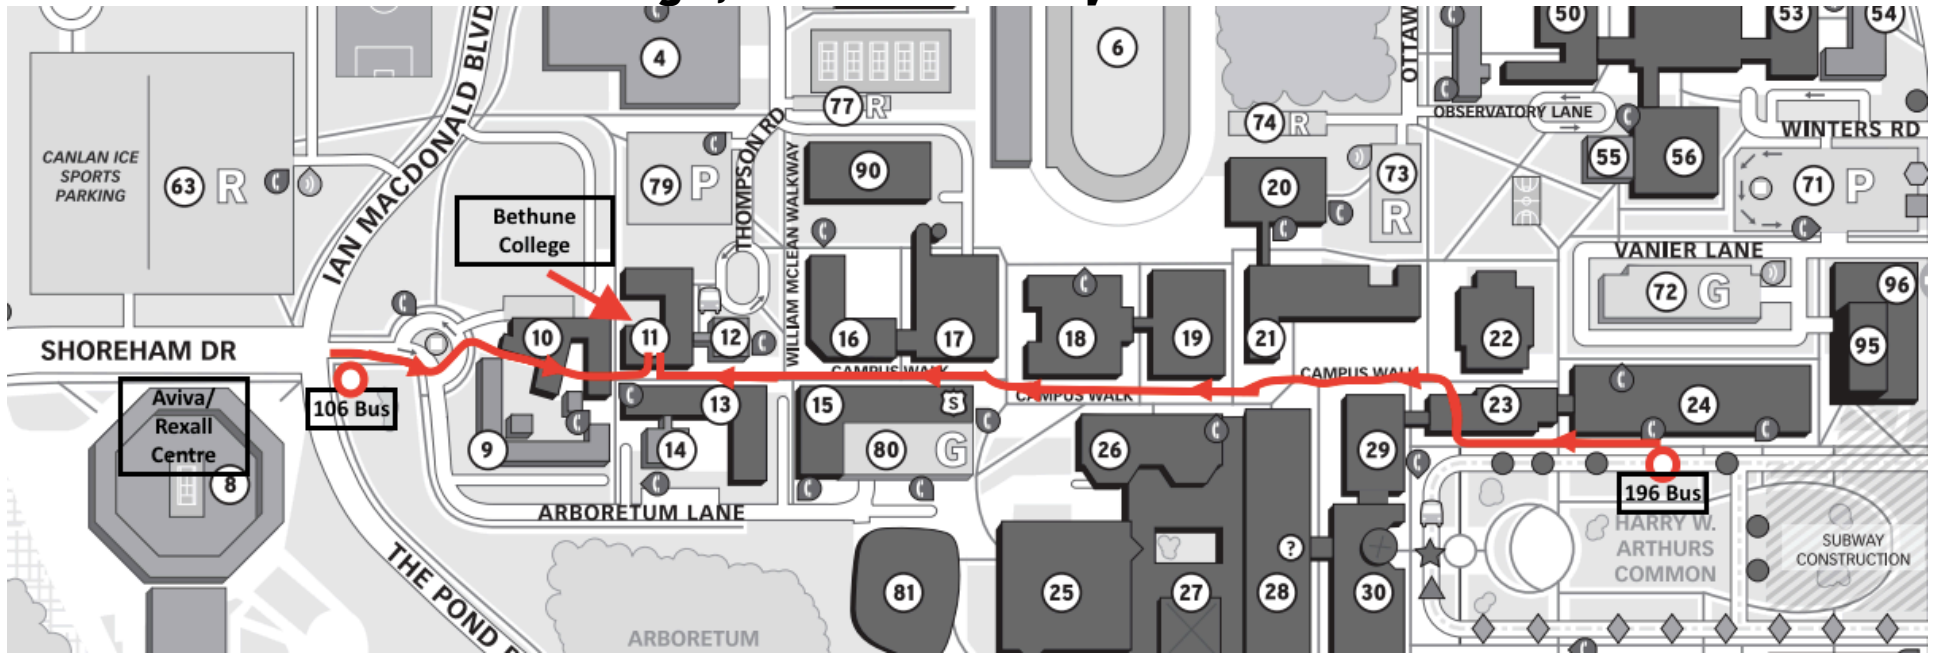 g,
y
4
6
50
53
54
CANLAN ICE
SPORTS
PARKING
63
R
IAN MACDONALD BLVD
77
R
74
R
OTTAW
OBSERVATORY LANE
WINTERS RD
79
P
THOMPSON RD
WILLIAM MCLEAN WALKWAY
90
20
73
R
55
56
71
P
Bethune
College
VANIER LANE
72
G
96
95
SHOREHAM DR
10
11
12
16
17
18
19
21
22
CAMPUS WALK
CAMPUS WALK
CAMPUS WALK
106 Bus
Aviva/
Rexall
Centre
8
9
13
14
15
S
80
G
26
29
23
24
196 Bus
ARBORETUM LANE
HARRY W.
ARTHURS
COMMON
SUBWAY
CONSTRUCTION
THE POND R
ARBORETUM
81
25
27
28
?
30